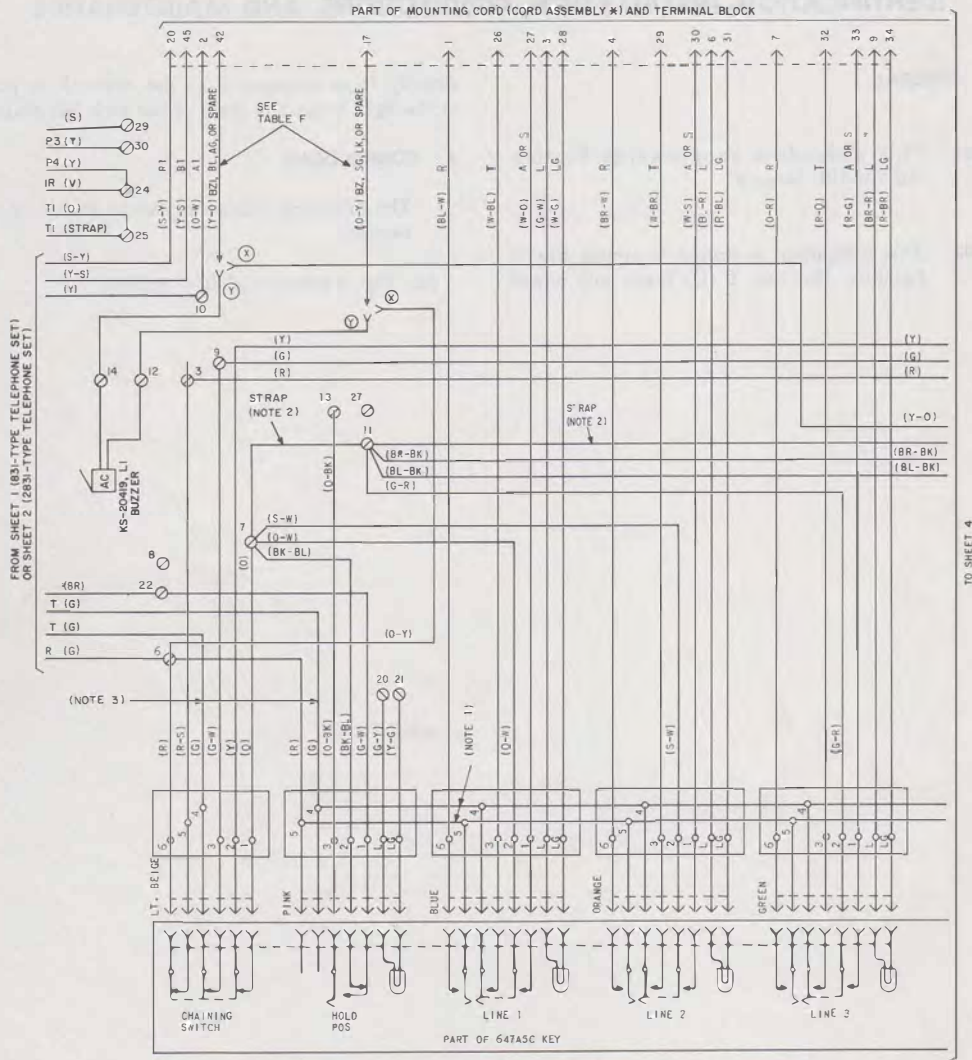 PART OF MOUNTING CORD (CORD ASSEMBLY *) AND TERMINAL BLOCK
20 45 2 42 17 1 26 27 3 28 4 29 30 6 31 7 32 33 9 34
SEE
TABLE F
(S) 29
P3 (Y) 30
P4 (Y)
IR (V) 24
TI (O)
TI (STRAP) 25
(S-Y) RI
(Y-S) BI
(O-W) AI
(Y-O) BZI, BL, AG, OR SPARE
(O-Y) BZ, SG, LK, OR SPARE
(BL-W) R
(W-BL) T
(W-O) A OR S
(G-W) L
(W-G) LG
(BR-W) R
(W-BR) T
(W-S) A OR S
(BL-R) L
(R-BL) LG
(O-R) R
(R-O)
(R-G) A OR S
(BR-R)
(R-BR) LG
(S-Y)
(Y-S)
(Y)
10
X
Y
X
Y
(Y) (Y)
9 (G) (G)
14 12 3 (R) (R)
STRAP
(NOTE 2)
13 27
STRAP
(NOTE 2)
(Y-O)
11
(BR-BK) (BR-BK)
(BL-BK) (BL-BK)
(G-R)
(O-BK)
AC
KS-20419, LI
BUZZER
FROM SHEET 1 (831-TYPE TELEPHONE SET)
OR SHEET 2 (2831-TYPE TELEPHONE SET)
TO SHEET 4
7 (S-W)
(O-W)
(BK-BL)
(O)
8
(BR) 22
T (G)
T (G)
(O-Y)
R (G) 6
(NOTE 3)
20 21
(NOTE 1)
(R) (R-S) (G) (G-W) (Y) (O)
(R) (G) (O-BK) (BK-BL) (G-W) (G-Y) (Y-G)
(O-W)
(S-W)
(G-R)
6 5 4 3 2 1
5 4 3 2 1 L LG
6 5 4 3 2 1 L LG
6 5 4 3 2 1 L LG
6 5 4 3 2 1 L LG
LT. BEIGE
PINK
BLUE
ORANGE
GREEN
CHAINING
SWITCH
HOLD
POS
LINE 1
LINE 2
LINE 3
PART OF 647A5C KEY